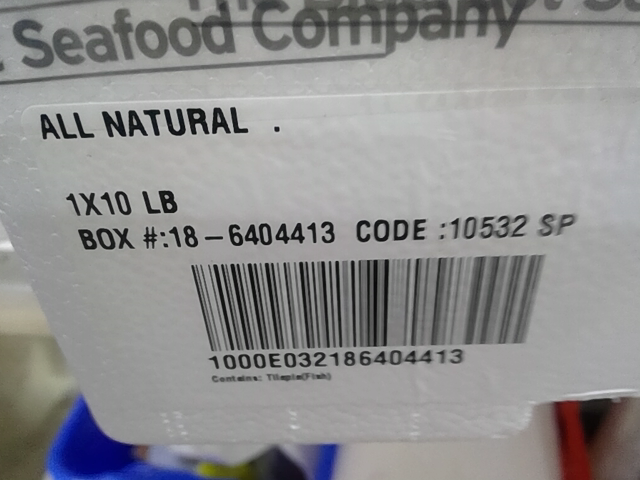 Seafood Company
ALL NATURAL .
1X10 LB
BOX #:18-6404413 CODE :10532 SP
1000E032186404413
Contains: Tilapia(Fish)